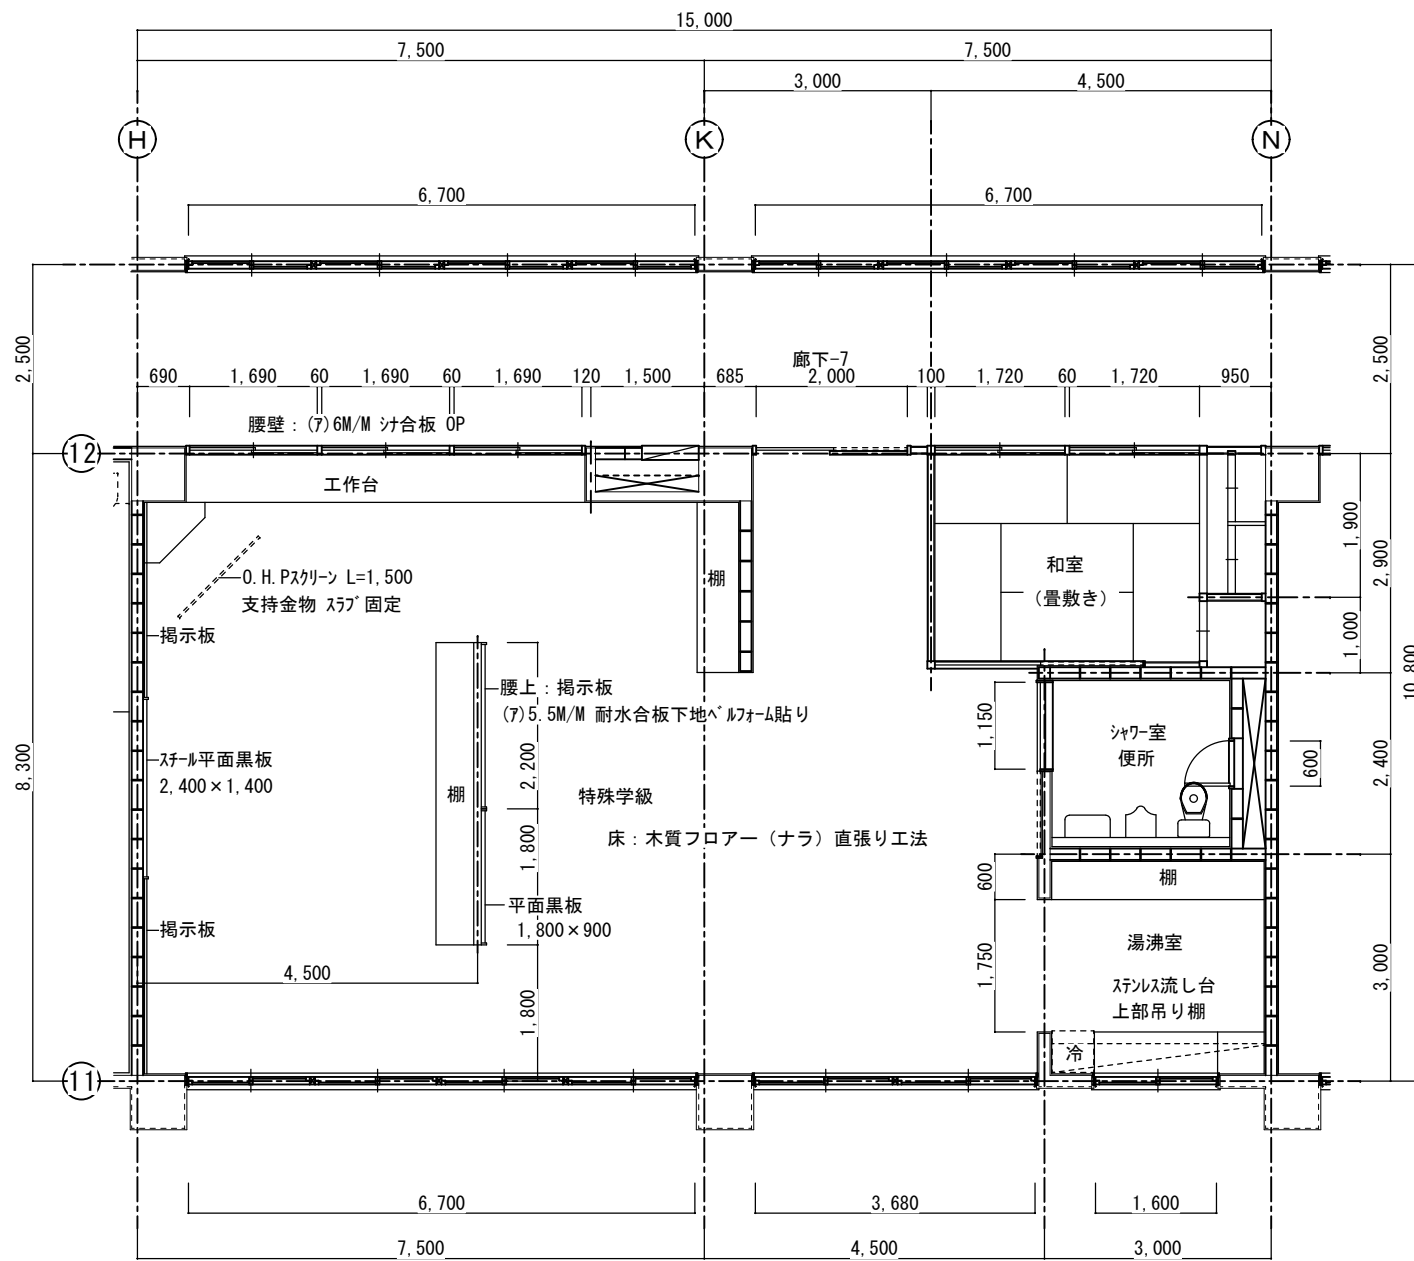 15,000
7,500
7,500
3,000
4,500
H
K
N
6,700
6,700
2,500
2,500
廊下-7
690
1,690
60
1,690
60
1,690
120
1,500
685
2,000
100
1,720
60
1,720
950
腰壁：(ｱ)6M/M ｼﾅ合板 OP
12
工作台
O.H.Pｽｸﾘｰﾝ L=1,500
支持金物 ｽﾗﾌﾞ固定
棚
和室
(畳敷き)
1,900
2,900
1,000
10,800
掲示板
腰上：掲示板
(ｱ)5.5M/M 耐水合板下地ﾍﾞﾙﾌｫｰﾑ貼り
1,150
ｼｬﾜｰ室
便所
600
2,400
ｽﾁｰﾙ平面黒板
2,400×1,400
8,300
2,200
棚
特殊学級
床：木質フロアー（ナラ）直張り工法
1,800
600
棚
平面黒板
1,800×900
掲示板
湯沸室
ｽﾃﾝﾚｽ流し台
上部吊り棚
1,750
3,000
4,500
1,800
冷
11
6,700
3,680
1,600
7,500
4,500
3,000